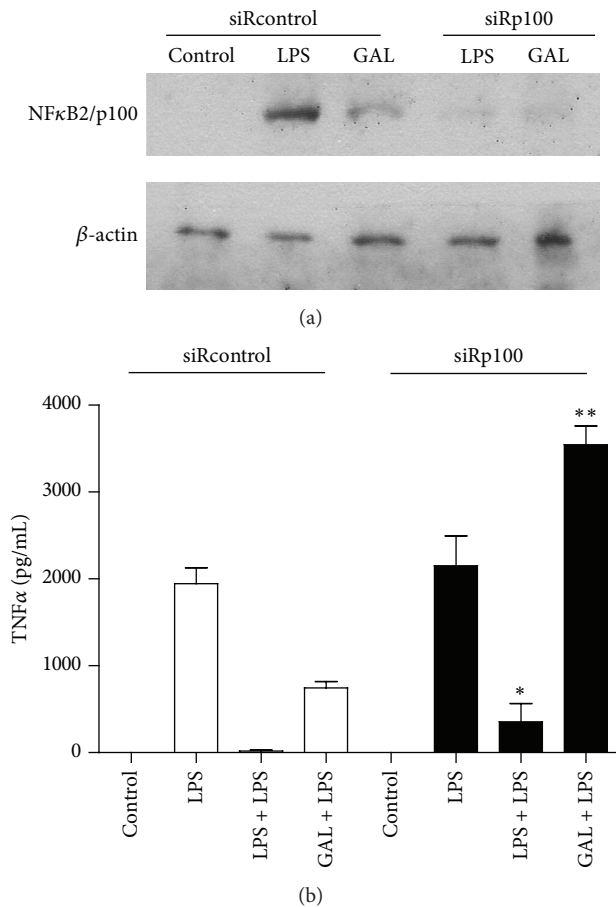 siRcontrol siRp100
Control LPS GAL LPS GAL
NFκB2/p100
β-actin
(a)
siRcontrol siRp100
TNFα (pg/mL)
4000
3000
2000
1000
0
**
*
Control LPS LPS + LPS GAL + LPS Control LPS LPS + LPS GAL + LPS
(b)